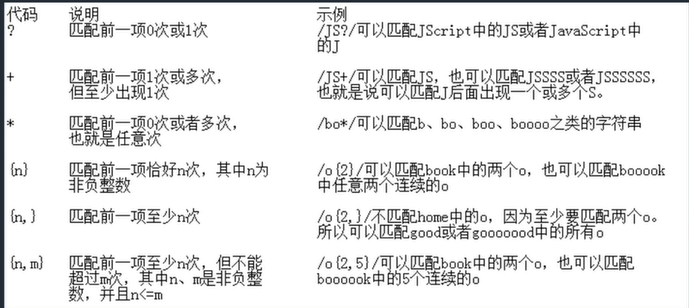 代码 说明 示例
? 匹配前一项0次或1次 /JS?/可以匹配JScript中的JS或者JavaScript中
的J
+ 匹配前一项1次或多次， /JS+/可以匹配JS，也可以匹配JSSSS或者JSSSSSS，
但至少出现1次 也就是说可以匹配J后面出现一个或多个S。
* 匹配前一项0次或者多次， /bo*/可以匹配b、bo、boo、boooo之类的字符串
也就是任意次
{n} 匹配前一项恰好n次，其中n为 /o{2}/可以匹配book中的两个o，也可以匹配booook
非负整数 中任意两个连续的o
{n,} 匹配前一项至少n次 /o{2,}/不匹配home中的o，因为至少要匹配两个o。
所以可以匹配good或者gooooood中的所有o
{n,m} 匹配前一项至少n次，但不能 /o{2,5}/可以匹配book中的两个o，也可以匹配
超过m次，其中n、m是非负整 boooook中的5个连续的o
数，并且n<=m